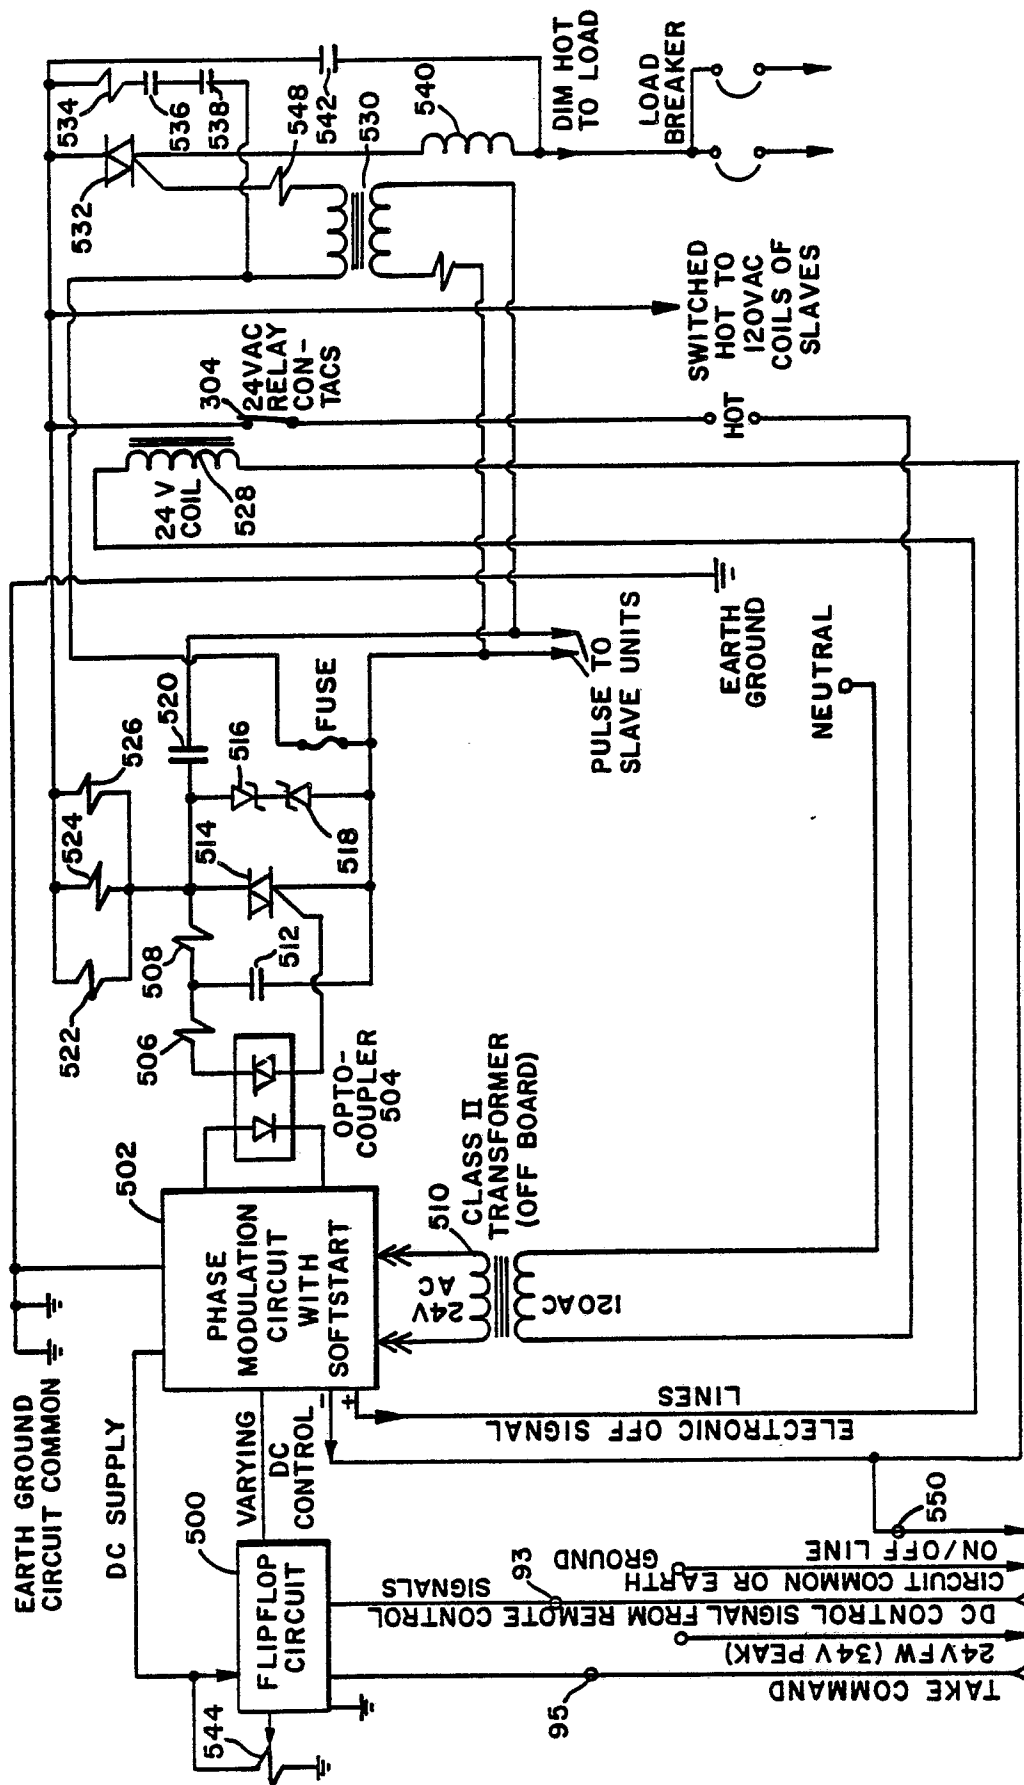 EARTH GROUND
CIRCUIT COMMON
DC SUPPLY
544
500
FLIPFLOP
CIRCUIT
VARYING
DC
CONTROL
502
PHASE
MODULATION
CIRCUIT
WITH
SOFTSTART
-
+
24V
AC
510
120AC
CLASS II
TRANSFORMER
(OFF BOARD)
OPTO-
COUPLER
504
506
508
512
514
516
518
520
522
524
526
FUSE
PULSE TO
SLAVE UNITS
EARTH
GROUND
NEUTRAL
24 V
COIL
528
304
24VAC
RELAY
CON-
TACS
HOT
SWITCHED
HOT TO
120VAC
COILS OF
SLAVES
532
534
536
538
548
542
530
540
DIM HOT
TO LOAD
LOAD
BREAKER
ELECTRONIC OFF SIGNAL
LINES
550
ON/OFF LINE
CIRCUIT COMMON OR EARTH
GROUND
93
DC CONTROL SIGNAL FROM REMOTE CONTROL
SIGNALS
24VFW (34V PEAK)
95
TAKE COMMAND